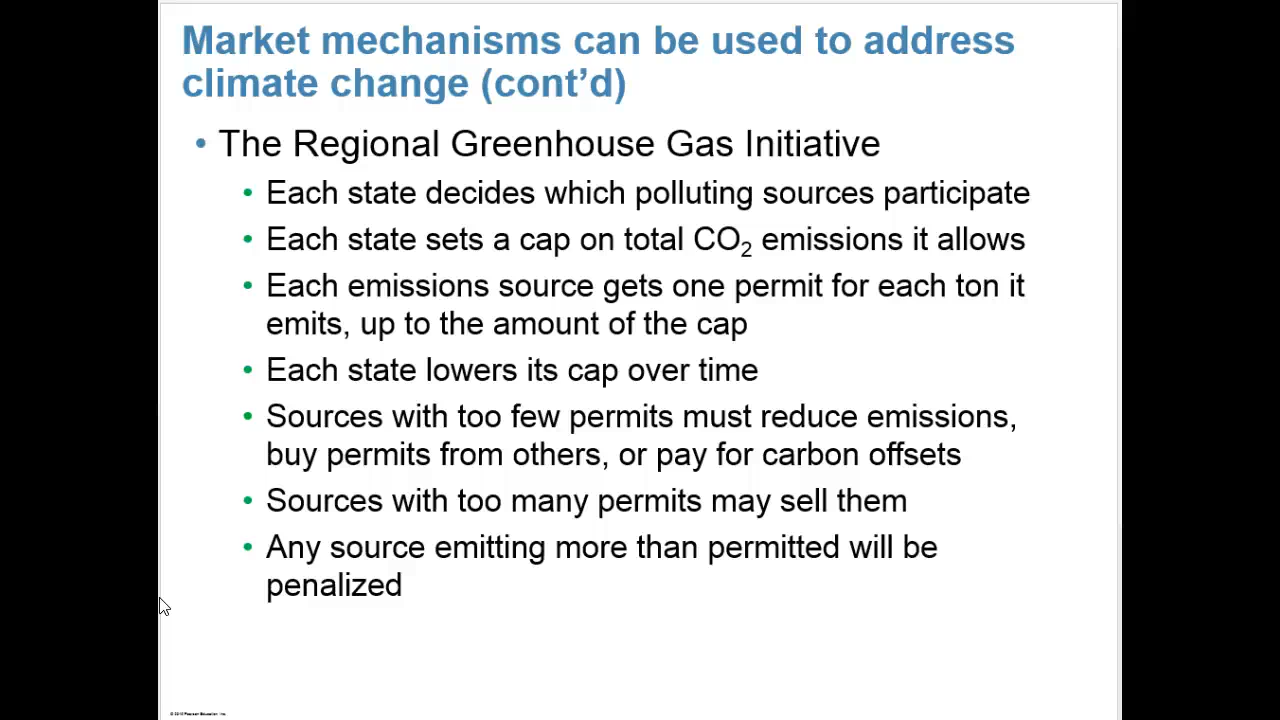 Market mechanisms can be used to address
climate change (cont’d)
• The Regional Greenhouse Gas Initiative
• Each state decides which polluting sources participate
• Each state sets a cap on total CO₂ emissions it allows
• Each emissions source gets one permit for each ton it
emits, up to the amount of the cap
• Each state lowers its cap over time
• Sources with too few permits must reduce emissions,
buy permits from others, or pay for carbon offsets
• Sources with too many permits may sell them
• Any source emitting more than permitted will be
penalized
Pearson Education, Inc.